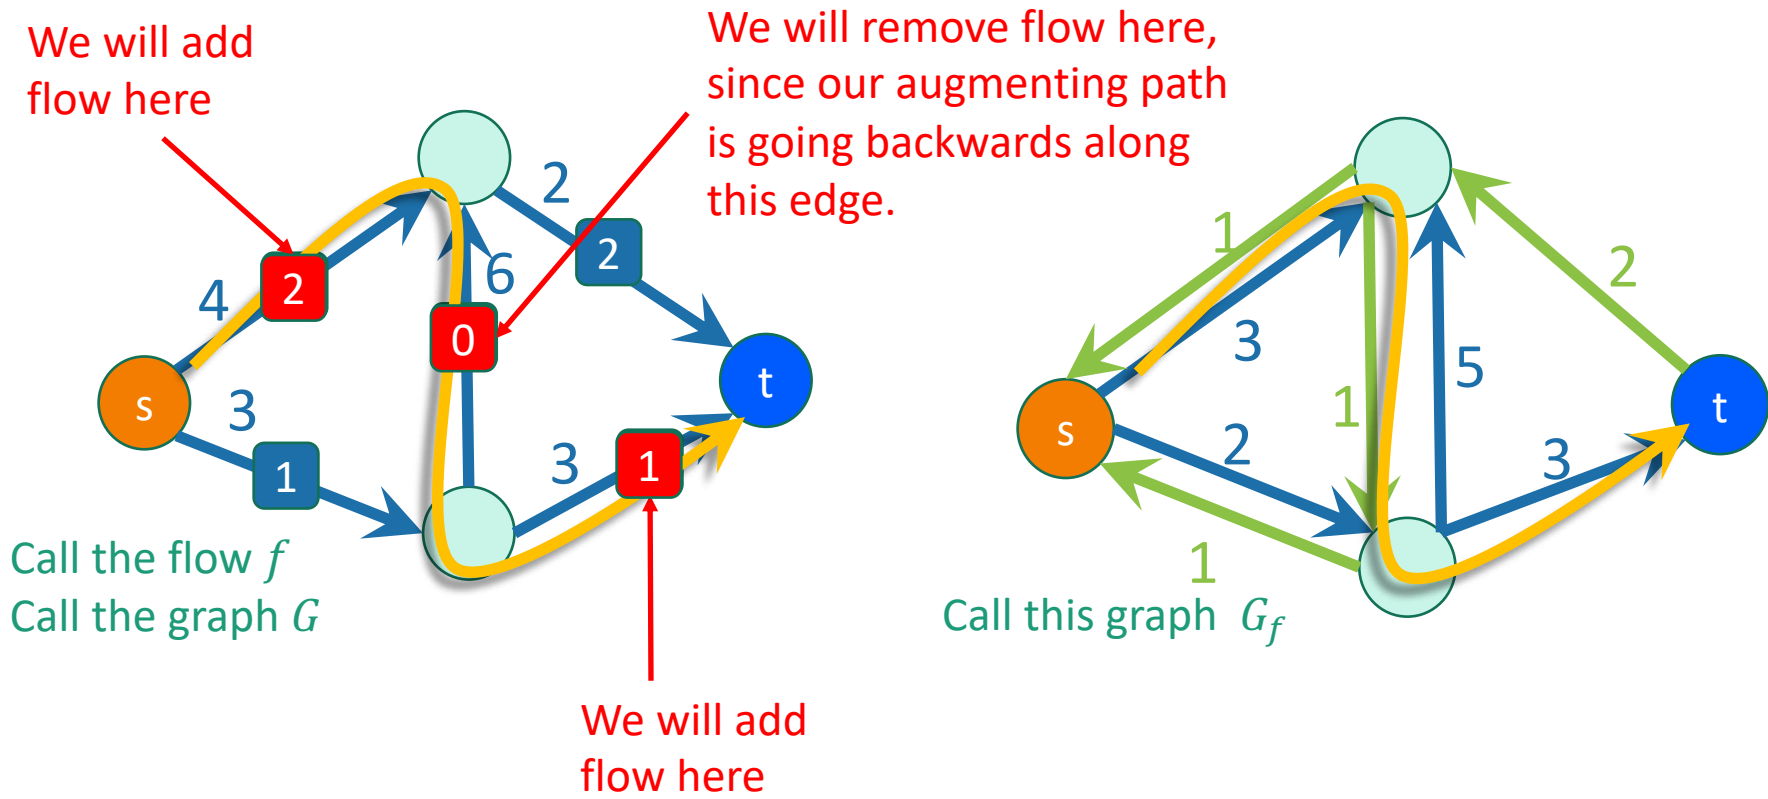 We will add
flow here
We will remove flow here,
since our augmenting path
is going backwards along
this edge.
2
2
4
2
6
0
s
3
t
1
3
1
Call the flow f
Call the graph G
We will add
flow here
1
2
3
5
1
s
2
3
t
1
Call this graph G_f